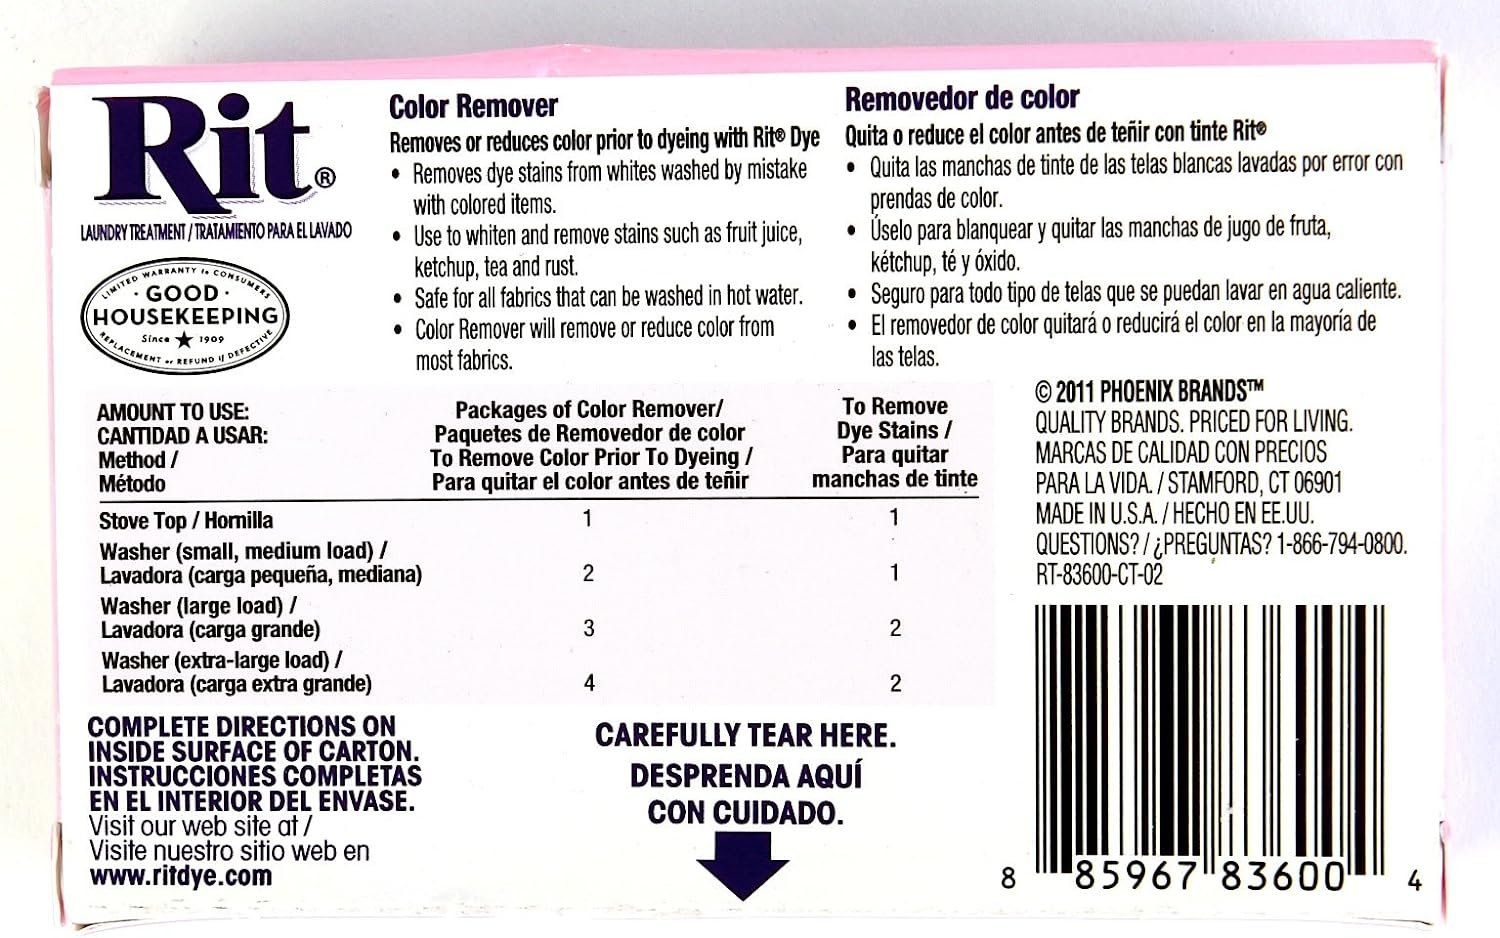 Rit®
LAUNDRY TREATMENT / TRATAMIENTO PARA EL LAVADO
LIMITED WARRANTY to CONSUMERS
· GOOD ·
HOUSEKEEPING
Since ★ 1909
REPLACEMENT or REFUND if DEFECTIVE
Color Remover
Removes or reduces color prior to dyeing with Rit® Dye
• Removes dye stains from whites washed by mistake
with colored items.
• Use to whiten and remove stains such as fruit juice,
ketchup, tea and rust.
• Safe for all fabrics that can be washed in hot water.
• Color Remover will remove or reduce color from
most fabrics.
Removedor de color
Quita o reduce el color antes de teñir con tinte Rit®
• Quita las manchas de tinte de las telas blancas lavadas por error con
prendas de color.
• Úselo para blanquear y quitar las manchas de jugo de fruta,
kétchup, té y óxido.
• Seguro para todo tipo de telas que se puedan lavar en agua caliente.
• El removedor de color quitará o reducirá el color en la mayoría de
las telas.
AMOUNT TO USE:
CANTIDAD A USAR:
Method /
Método
Packages of Color Remover/
Paquetes de Removedor de color
To Remove Color Prior To Dyeing /
Para quitar el color antes de teñir
To Remove
Dye Stains /
Para quitar
manchas de tinte
Stove Top / Hornilla 1 1
Washer (small, medium load) /
Lavadora (carga pequeña, mediana) 2 1
Washer (large load) /
Lavadora (carga grande) 3 2
Washer (extra-large load) /
Lavadora (carga extra grande) 4 2
© 2011 PHOENIX BRANDS™
QUALITY BRANDS. PRICED FOR LIVING.
MARCAS DE CALIDAD CON PRECIOS
PARA LA VIDA. / STAMFORD, CT 06901
MADE IN U.S.A. / HECHO EN EE.UU.
QUESTIONS? / ¿PREGUNTAS? 1-866-794-0800.
RT-83600-CT-02
COMPLETE DIRECTIONS ON
INSIDE SURFACE OF CARTON.
INSTRUCCIONES COMPLETAS
EN EL INTERIOR DEL ENVASE.
Visit our web site at /
Visite nuestro sitio web en
www.ritdye.com
CAREFULLY TEAR HERE.
DESPRENDA AQUÍ
CON CUIDADO.
8 85967 83600 4